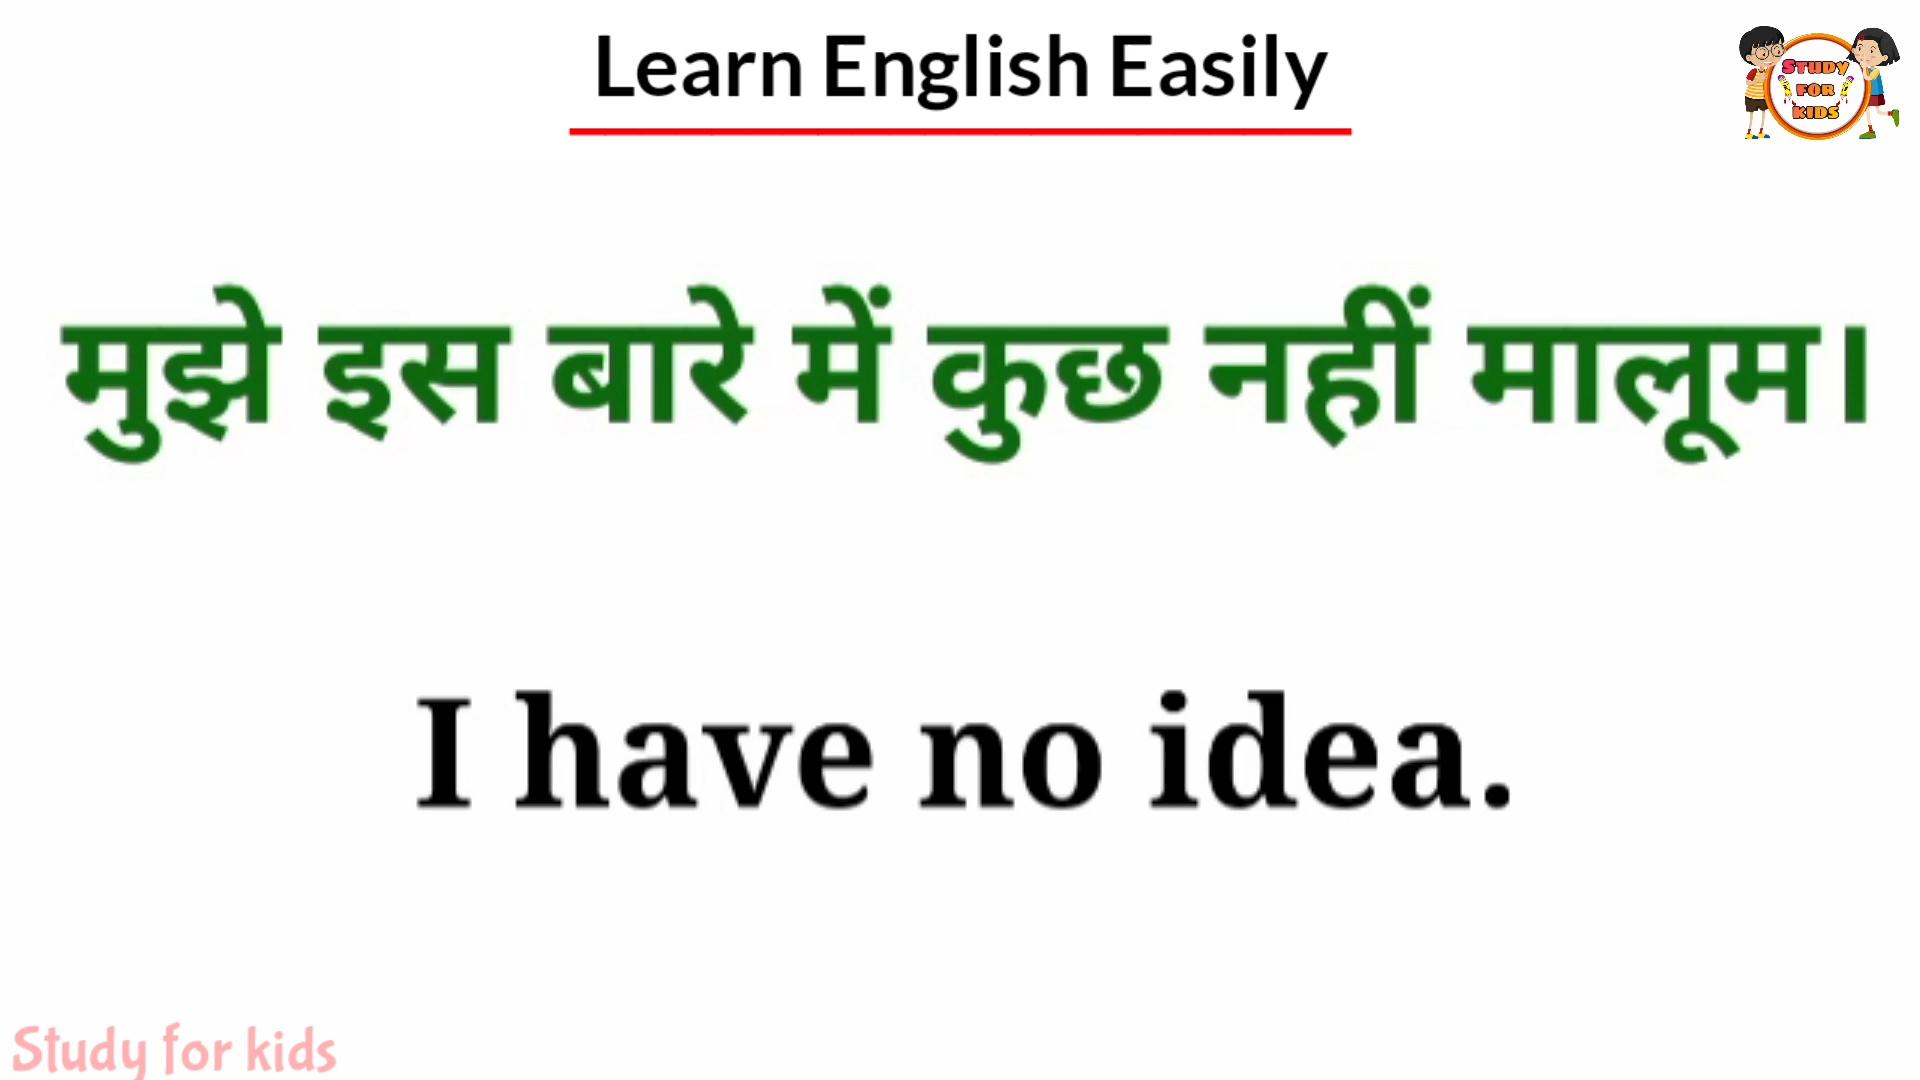 Learn English Easily
STUDY
FOR
KIDS
मुझे इस बारे में कुछ नहीं मालूम।
I have no idea.
Study for kids